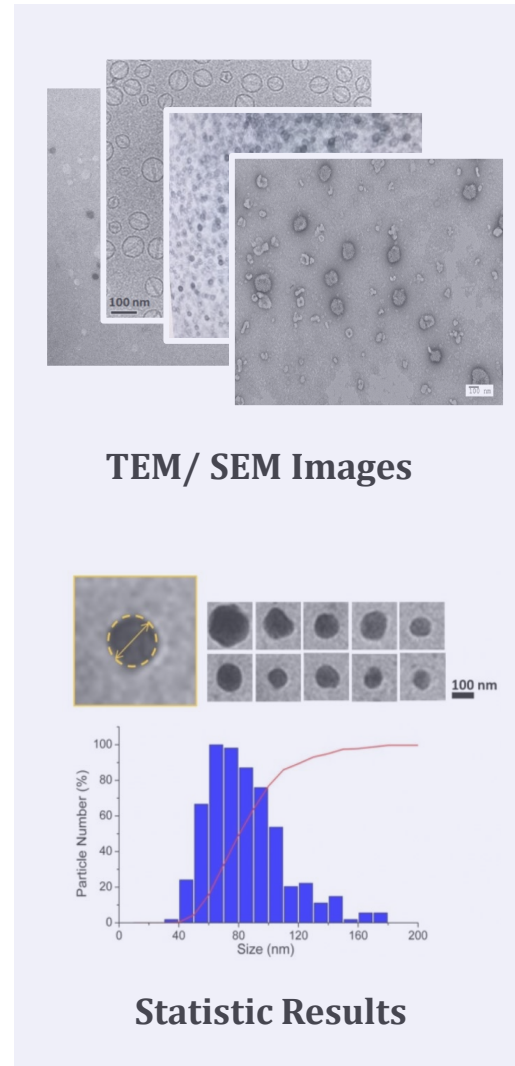 100 nm
100 nm
TEM/ SEM Images
100 nm
100
80
60
40
20
0
Particle Number (%)
0 40 80 120 160 200
Size (nm)
Statistic Results